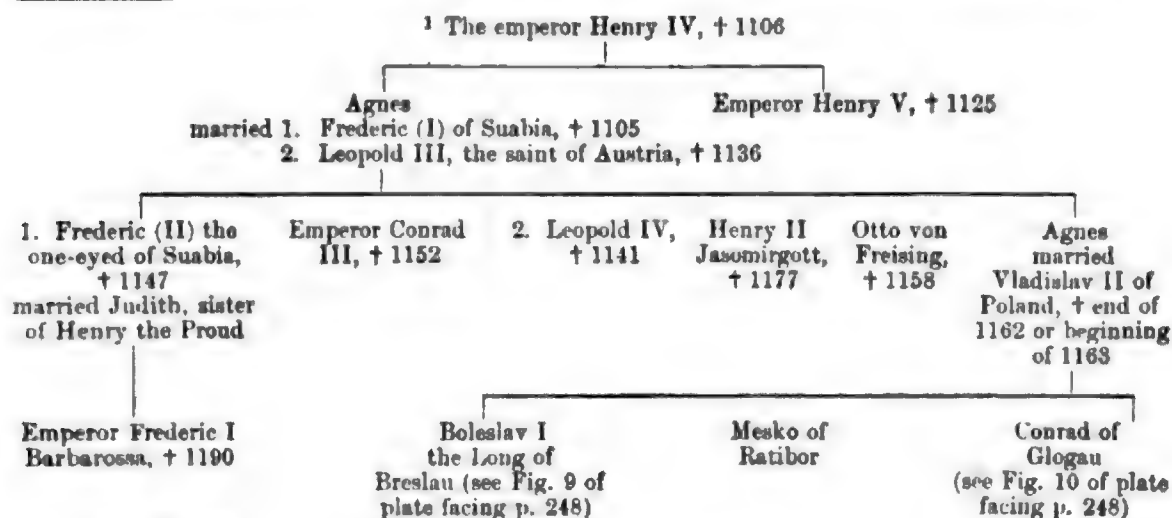 ¹ The emperor Henry IV, † 1106
Agnes
married 1. Frederic (I) of Suabia, † 1105
2. Leopold III, the saint of Austria, † 1136
Emperor Henry V, † 1125
1. Frederic (II) the
one-eyed of Suabia,
† 1147
married Judith, sister
of Henry the Proud
Emperor Conrad
III, † 1152
2. Leopold IV,
† 1141
Henry II
Jasomirgott,
† 1177
Otto von
Freising,
† 1158
Agnes
married
Vladislav II of
Poland, † end of
1162 or beginning
of 1163
Emperor Frederic I
Barbarossa, † 1190
Boleslav I
the Long of
Breslau (see Fig. 9 of
plate facing p. 248)
Mesko of
Ratibor
Conrad of
Glogau
(see Fig. 10 of plate
facing p. 248)